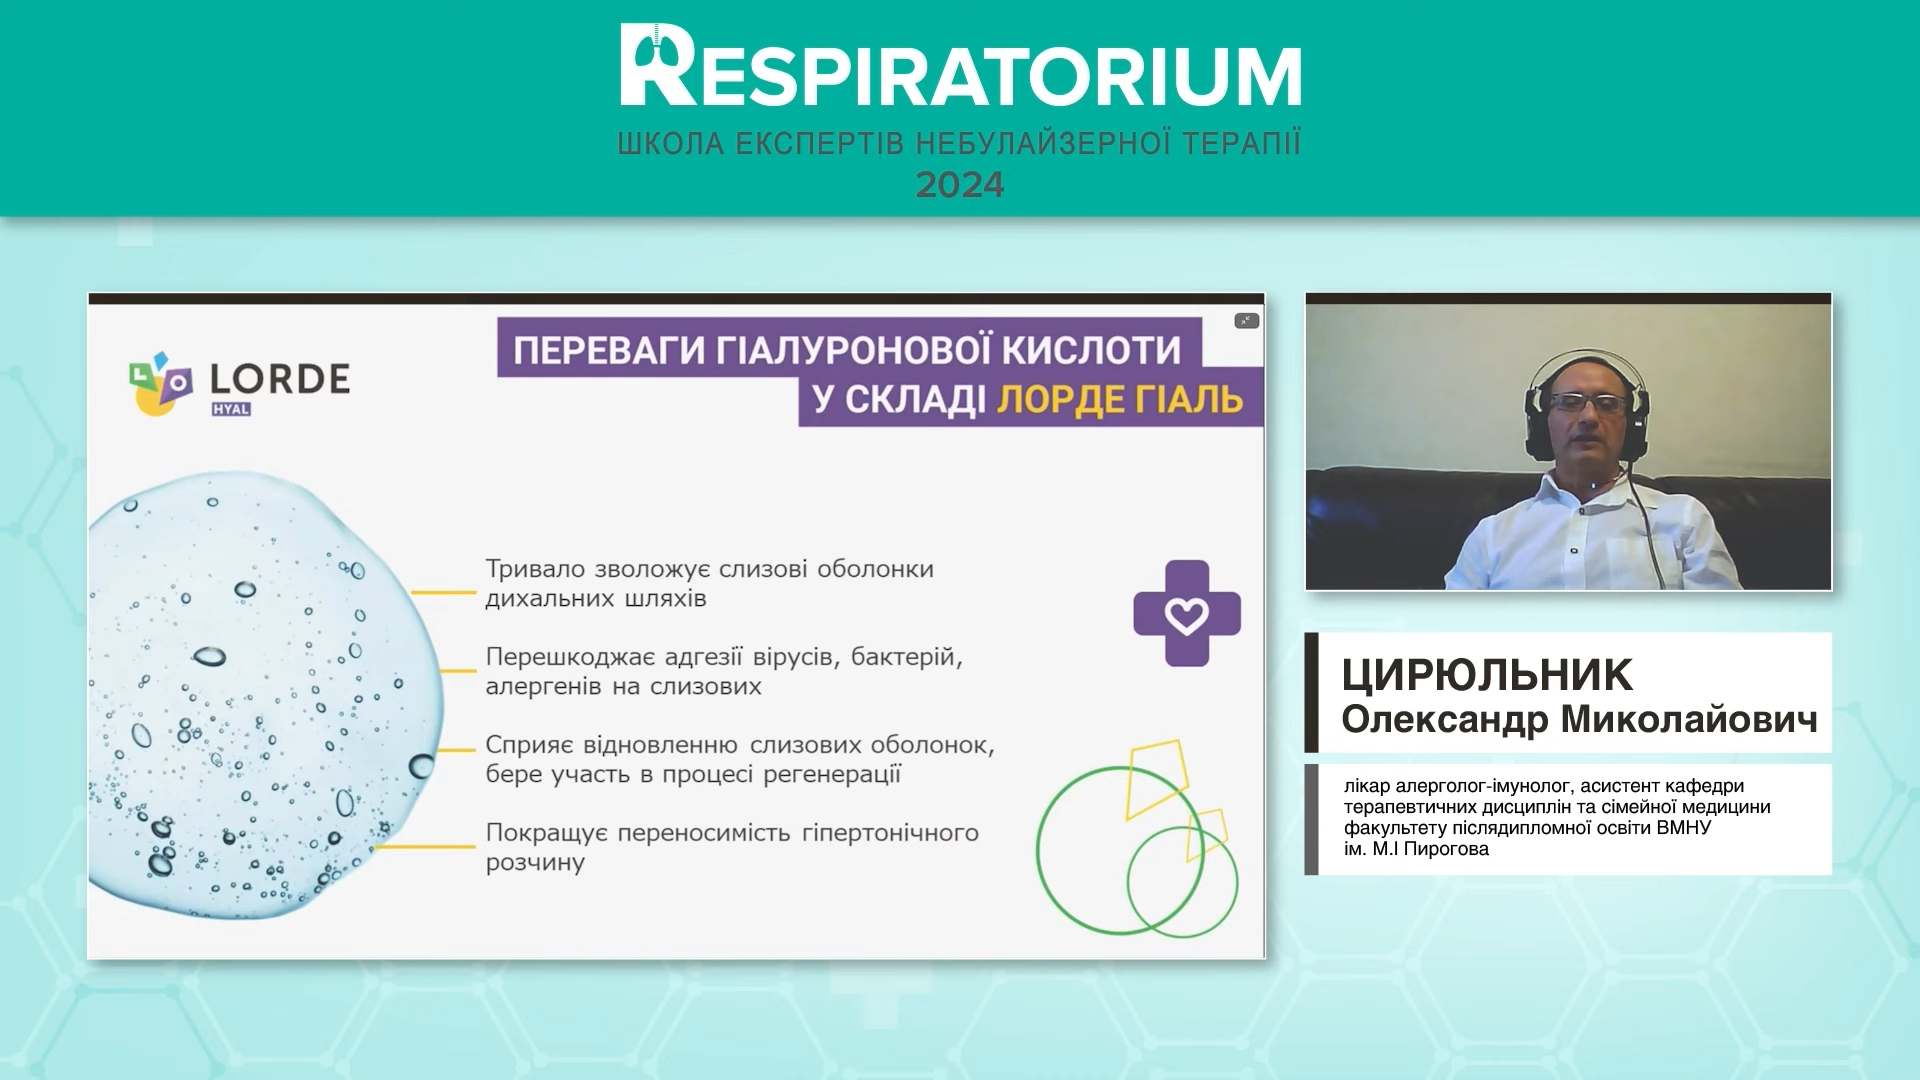 RESPIRATORIUM
ШКОЛА ЕКСПЕРТІВ НЕБУЛАЙЗЕРНОЇ ТЕРАПІЇ
2024
LO
LORDE
HYAL
ПЕРЕВАГИ ГІАЛУРОНОВОЇ КИСЛОТИ
У СКЛАДІ ЛОРДЕ ГІАЛЬ
Тривало зволожує слизові оболонки
дихальних шляхів
Перешкоджає адгезії вірусів, бактерій,
алергенів на слизових
Сприяє відновленню слизових оболонок,
бере участь в процесі регенерації
Покращує переносимість гіпертонічного
розчину
ЦИРЮЛЬНИК
Олександр Миколайович
лікар алерголог-імунолог, асистент кафедри
терапевтичних дисциплін та сімейної медицини
факультету післядипломної освіти ВМНУ
ім. М.І Пирогова